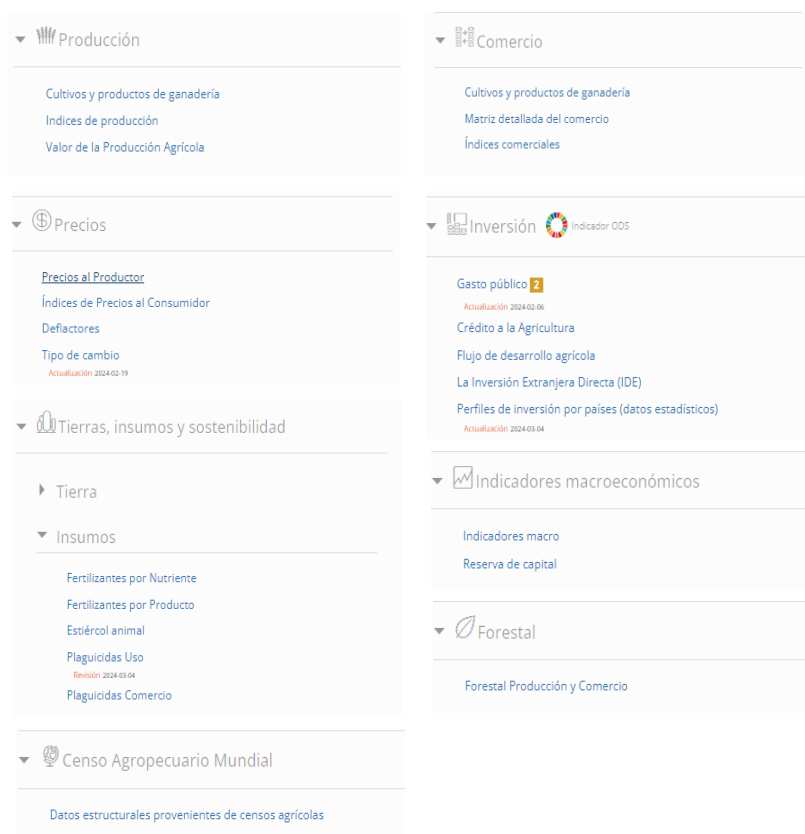 Producción
Cultivos y productos de ganadería
Indices de producción
Valor de la Producción Agrícola
Precios
Precios al Productor
Índices de Precios al Consumidor
Deflactores
Tipo de cambio
Actualización 2024-02-19
Tierras, insumos y sostenibilidad
Tierra
Insumos
Fertilizantes por Nutriente
Fertilizantes por Producto
Estiércol animal
Plaguicidas Uso
Revisión 2024-03-04
Plaguicidas Comercio
Censo Agropecuario Mundial
Datos estructurales provenientes de censos agrícolas
Comercio
Cultivos y productos de ganadería
Matriz detallada del comercio
Índices comerciales
Inversión Indicador ODS
Gasto público 2
Actualización 2024-02-06
Crédito a la Agricultura
Flujo de desarrollo agrícola
La Inversión Extranjera Directa (IDE)
Perfiles de inversión por países (datos estadísticos)
Actualización 2024-03-04
Indicadores macroeconómicos
Indicadores macro
Reserva de capital
Forestal
Forestal Producción y Comercio